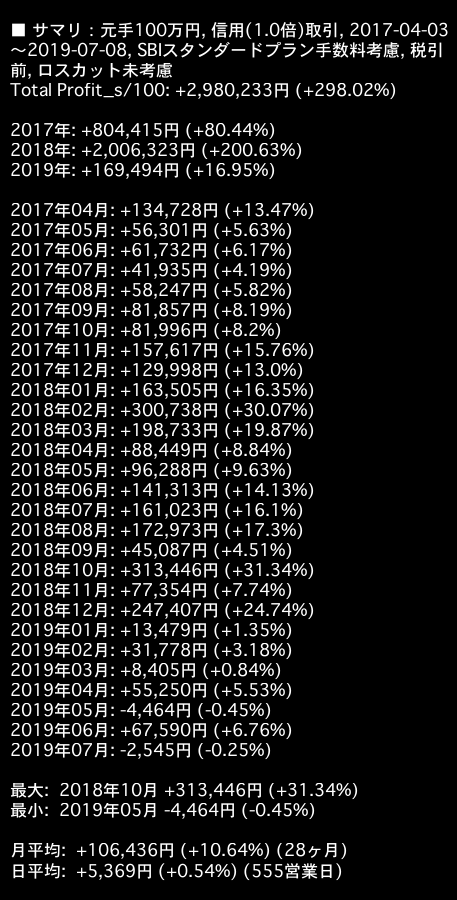 ■ サマリ : 元手100万円, 信用(1.0倍)取引, 2017-04-03
〜2019-07-08, SBIスタンダードプラン手数料考慮, 税引
前, ロスカット未考慮
Total Profit_s/100: +2,980,233円 (+298.02%)
2017年: +804,415円 (+80.44%)
2018年: +2,006,323円 (+200.63%)
2019年: +169,494円 (+16.95%)
2017年04月: +134,728円 (+13.47%)
2017年05月: +56,301円 (+5.63%)
2017年06月: +61,732円 (+6.17%)
2017年07月: +41,935円 (+4.19%)
2017年08月: +58,247円 (+5.82%)
2017年09月: +81,857円 (+8.19%)
2017年10月: +81,996円 (+8.2%)
2017年11月: +157,617円 (+15.76%)
2017年12月: +129,998円 (+13.0%)
2018年01月: +163,505円 (+16.35%)
2018年02月: +300,738円 (+30.07%)
2018年03月: +198,733円 (+19.87%)
2018年04月: +88,449円 (+8.84%)
2018年05月: +96,288円 (+9.63%)
2018年06月: +141,313円 (+14.13%)
2018年07月: +161,023円 (+16.1%)
2018年08月: +172,973円 (+17.3%)
2018年09月: +45,087円 (+4.51%)
2018年10月: +313,446円 (+31.34%)
2018年11月: +77,354円 (+7.74%)
2018年12月: +247,407円 (+24.74%)
2019年01月: +13,479円 (+1.35%)
2019年02月: +31,778円 (+3.18%)
2019年03月: +8,405円 (+0.84%)
2019年04月: +55,250円 (+5.53%)
2019年05月: -4,464円 (-0.45%)
2019年06月: +67,590円 (+6.76%)
2019年07月: -2,545円 (-0.25%)
最大: 2018年10月 +313,446円 (+31.34%)
最小: 2019年05月 -4,464円 (-0.45%)
月平均: +106,436円 (+10.64%) (28ヶ月)
日平均: +5,369円 (+0.54%) (555営業日)